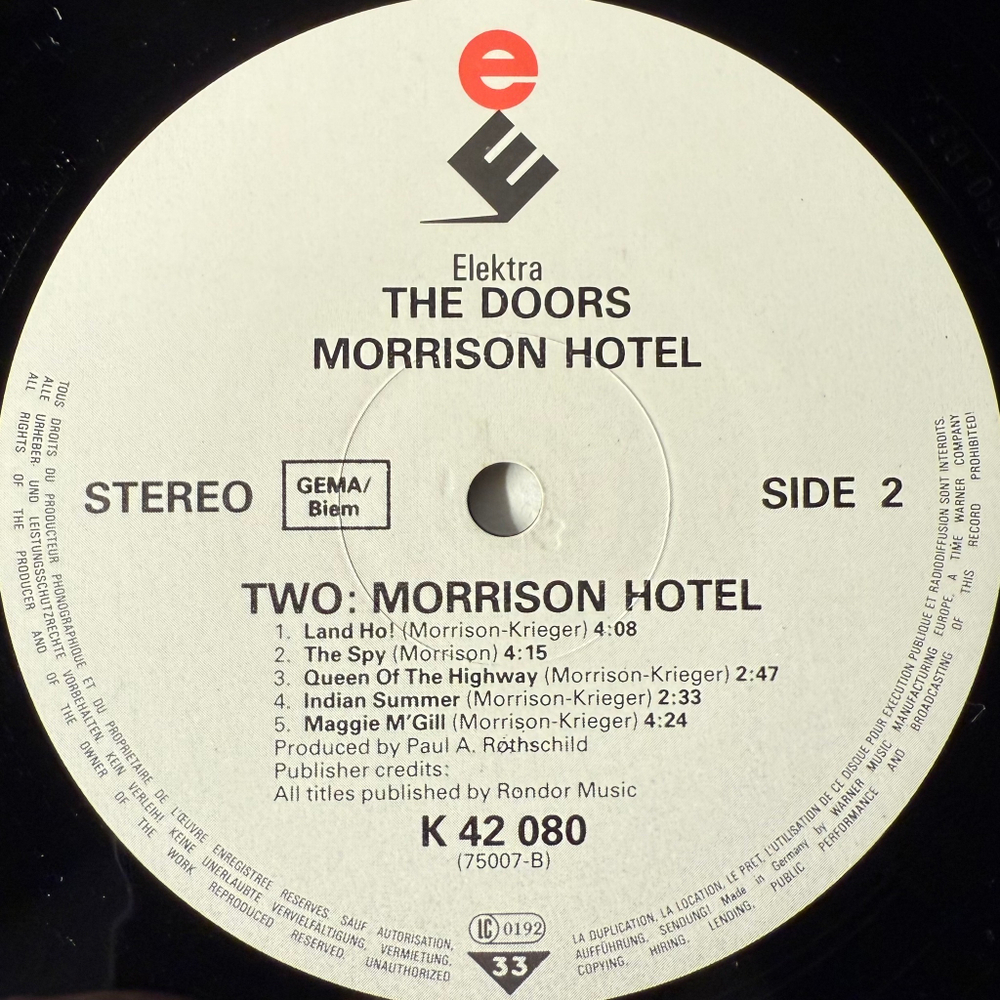 e
E
Elektra
THE DOORS
MORRISON HOTEL
STEREO
GEMA/
Biem
SIDE 2
TWO: MORRISON HOTEL
1. Land Ho! (Morrison-Krieger) 4:08
2. The Spy (Morrison) 4:15
3. Queen Of The Highway (Morrison-Krieger) 2:47
4. Indian Summer (Morrison-Krieger) 2:33
5. Maggie M'Gill (Morrison-Krieger) 4:24
Produced by Paul A. Rothschild
Publisher credits:
All titles published by Rondor Music
K 42 080
(75007-B)
LC 0192
33
TOUS DROITS DU PRODUCTEUR PHONOGRAPHIQUE ET DU PROPRIETAIRE DE L'ŒUVRE ENREGISTREE RESERVES SAUF AUTORISATION,
LA DUPLICATION, LA LOCATION, LE PRET, L'UTILISATION DE CE DISQUE POUR EXECUTION PUBLIQUE ET RADIODIFFUSION SONT INTERDITS.
ALLE URHEBER- UND LEISTUNGSSCHUTZRECHTE VORBEHALTEN. KEIN VERLEIH! KEINE UNERLAUBTE VERVIELFÄLTIGUNG, VERMIETUNG,
AUFFÜHRUNG, SENDUNG! Made in Germany by WARNER MUSIC MANUFACTURING EUROPE, A TIME WARNER COMPANY
ALL RIGHTS OF THE PRODUCER AND OF THE OWNER OF THE WORK REPRODUCED RESERVED. UNAUTHORIZED
COPYING, HIRING, LENDING, PUBLIC PERFORMANCE AND BROADCASTING OF THIS RECORD PROHIBITED!